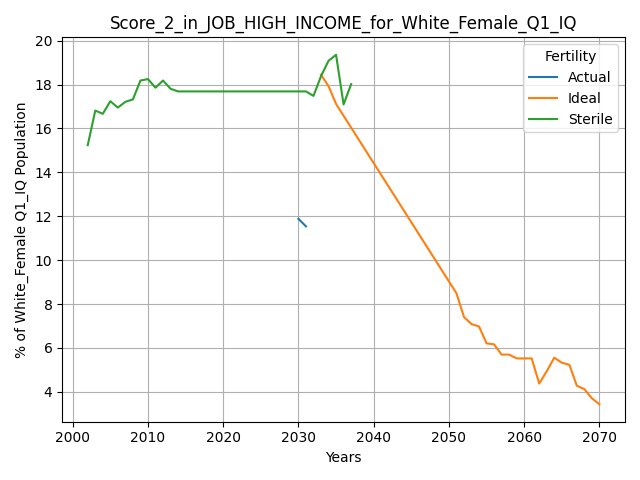 Score_2_in_JOB_HIGH_INCOME_for_White_Female_Q1_IQ
% of White_Female Q1_IQ Population
20
18
16
14
12
10
8
6
4
Fertility
Actual
Ideal
Sterile
2000 2010 2020 2030 2040 2050 2060 2070
Years